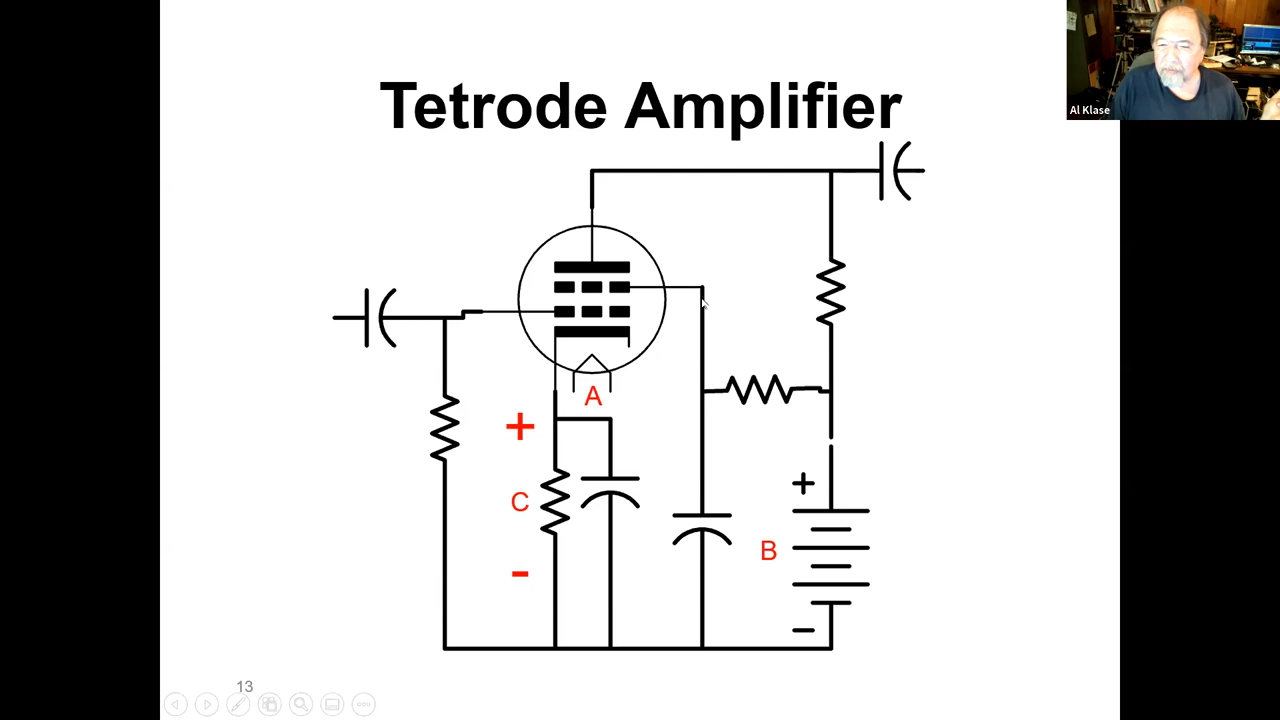 Al Klase
Tetrode Amplifier
A
+
C
-
+
B
−
13